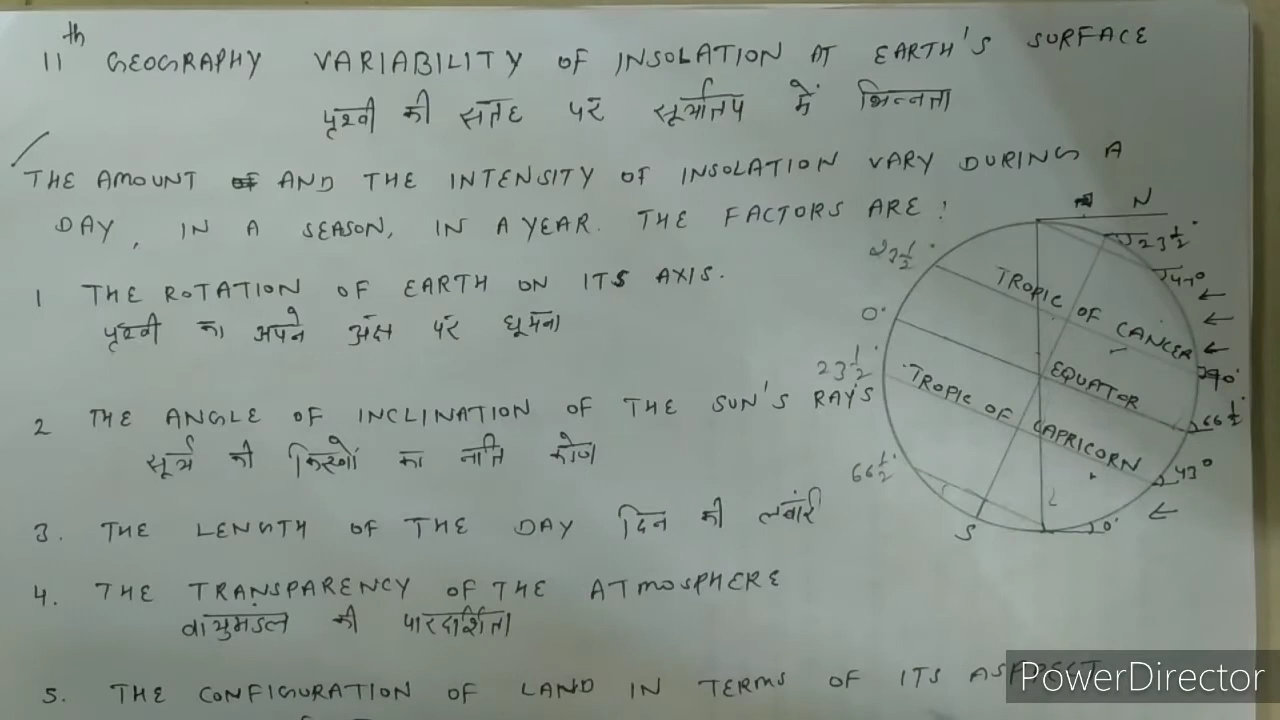 11th GEOGRAPHY VARIABILITY OF INSOLATION AT EARTH'S SURFACE
पृथ्वी की सतह पर सूर्यातप में भिन्नता
THE AMOUNT AND THE INTENSITY OF INSOLATION VARY DURING A
DAY, IN A SEASON, IN A YEAR. THE FACTORS ARE:
1 THE ROTATION OF EARTH ON ITS AXIS.
पृथ्वी का अपने अक्ष पर घूमना
2 THE ANGLE OF INCLINATION OF THE SUN'S RAYS
सूर्य की किरणों का नति कोण
3. THE LENGTH OF THE DAY दिन की लंबाई
4. THE TRANSPARENCY OF THE ATMOSPHERE
वायुमंडल की पारदर्शिता
5. THE CONFIGURATION OF LAND IN TERMS OF ITS ASPECT
N
23½°
47°
90°
66½°
43°
0°
23½°
0°
23½°
66½°
S
TROPIC OF CANCER
EQUATOR
TROPIC OF CAPRICORN
PowerDirector